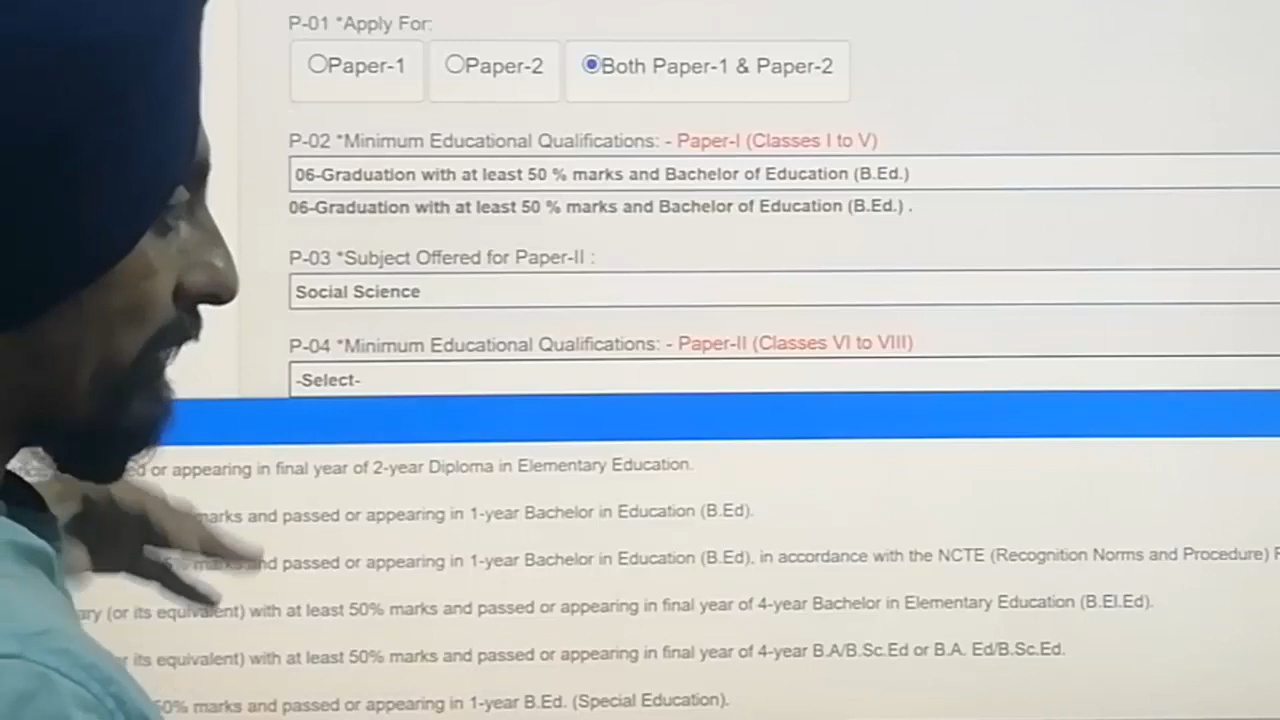 P-01 *Apply For:
Paper-1
Paper-2
Both Paper-1 & Paper-2
P-02 *Minimum Educational Qualifications: - Paper-I (Classes I to V)
06-Graduation with at least 50 % marks and Bachelor of Education (B.Ed.)
06-Graduation with at least 50 % marks and Bachelor of Education (B.Ed.) .
P-03 *Subject Offered for Paper-II :
Social Science
P-04 *Minimum Educational Qualifications: - Paper-II (Classes VI to VIII)
-Select-
or appearing in final year of 2-year Diploma in Elementary Education.
marks and passed or appearing in 1-year Bachelor in Education (B.Ed).
and passed or appearing in 1-year Bachelor in Education (B.Ed), in accordance with the NCTE (Recognition Norms and Procedure)
(or its equivalent) with at least 50% marks and passed or appearing in final year of 4-year Bachelor in Elementary Education (B.El.Ed).
its equivalent) with at least 50% marks and passed or appearing in final year of 4-year B.A/B.Sc.Ed or B.A. Ed/B.Sc.Ed.
50% marks and passed or appearing in 1-year B.Ed. (Special Education).